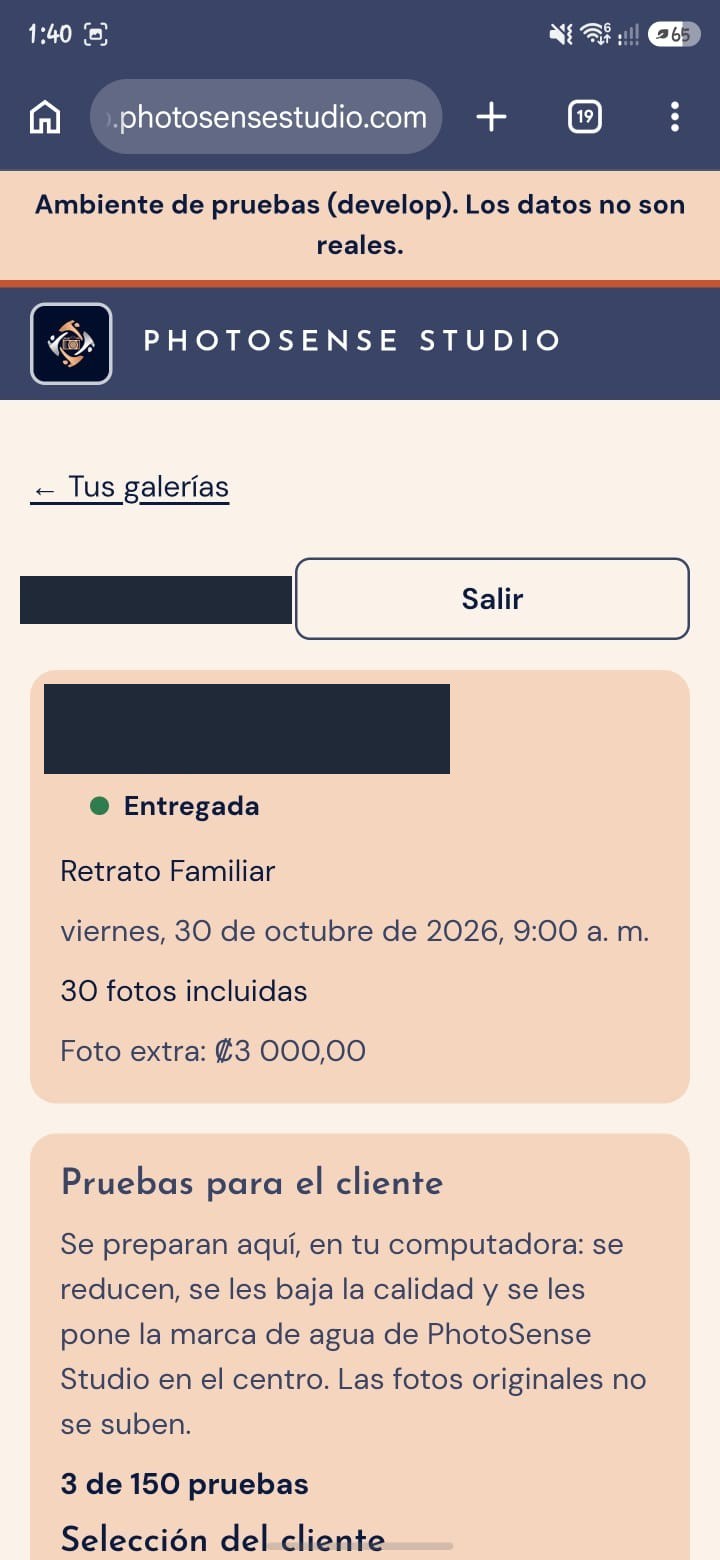 1:40
65
.photosensestudio.com
19
Ambiente de pruebas (develop). Los datos no son
reales.
PHOTOSENSE STUDIO
← Tus galerías
Salir
Entregada
Retrato Familiar
viernes, 30 de octubre de 2026, 9:00 a. m.
30 fotos incluidas
Foto extra: ₡3 000,00
Pruebas para el cliente
Se preparan aquí, en tu computadora: se
reducen, se les baja la calidad y se les
pone la marca de agua de PhotoSense
Studio en el centro. Las fotos originales no
se suben.
3 de 150 pruebas
Selección del cliente